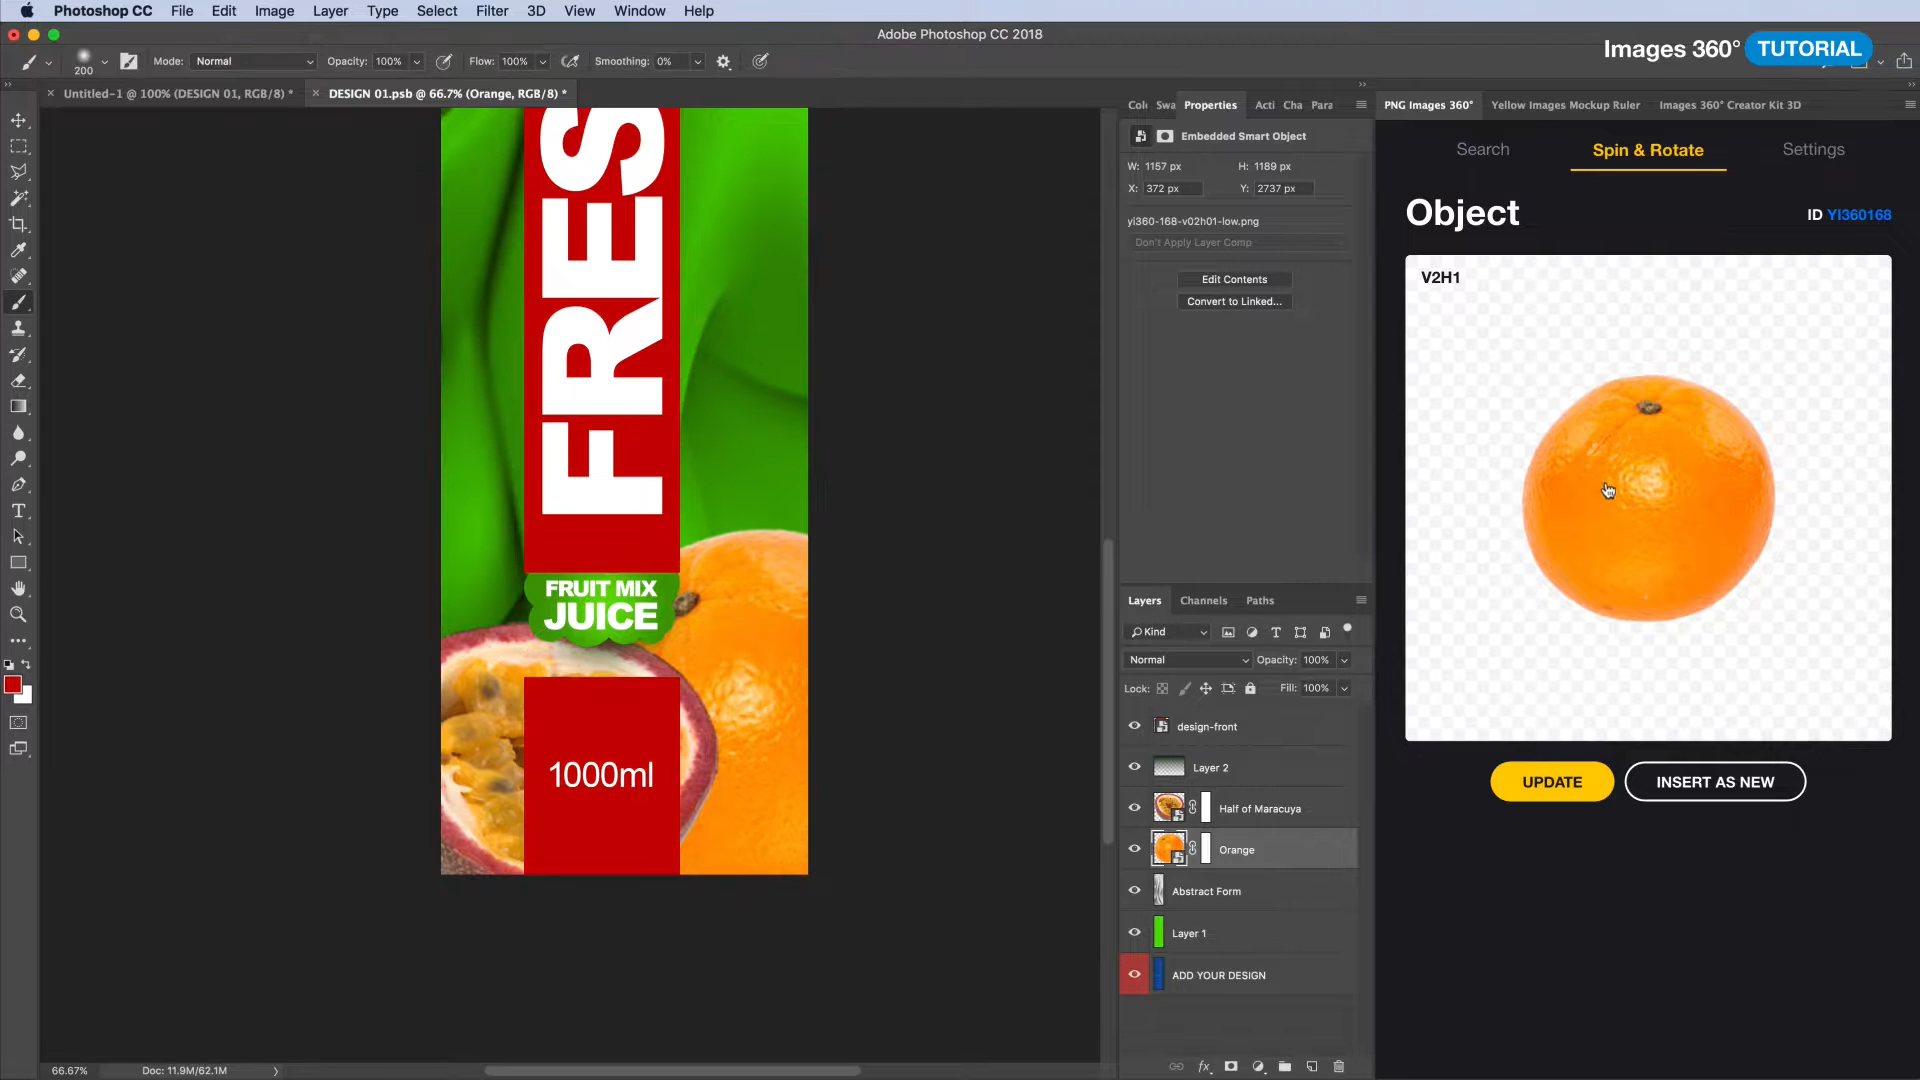 Photoshop CC File Edit Image Layer Type Select Filter 3D View Window Help
Adobe Photoshop CC 2018
Images 360° TUTORIAL
200 Mode: Normal Opacity: 100% Flow: 100% Smoothing: 0%
Untitled-1 @ 100% (DESIGN 01, RGB/8) *
DESIGN 01.psb @ 66.7% (Orange, RGB/8) *
FRES
FRUIT MIX
JUICE
1000ml
66.67% Doc: 11.9M/62.1M
Colo Swa Properties Acti Cha Para
Embedded Smart Object
W: 1157 px H: 1189 px
X: 372 px Y: 2737 px
yi360-168-v02h01-low.png
Don't Apply Layer Comp
Edit Contents
Convert to Linked...
Layers Channels Paths
Kind
Normal Opacity: 100%
Lock: Fill: 100%
design-front
Layer 2
Half of Maracuya
Orange
Abstract Form
Layer 1
ADD YOUR DESIGN
fx
PNG Images 360° Yellow Images Mockup Ruler Images 360° Creator Kit 3D
Search Spin & Rotate Settings
Object ID YI360168
V2H1
UPDATE INSERT AS NEW